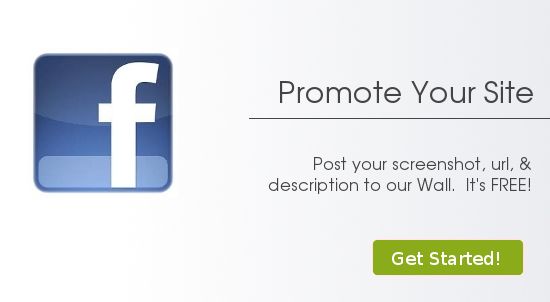 f
Promote Your Site
Post your screenshot, url, &
description to our Wall.  It's FREE!
Get Started!